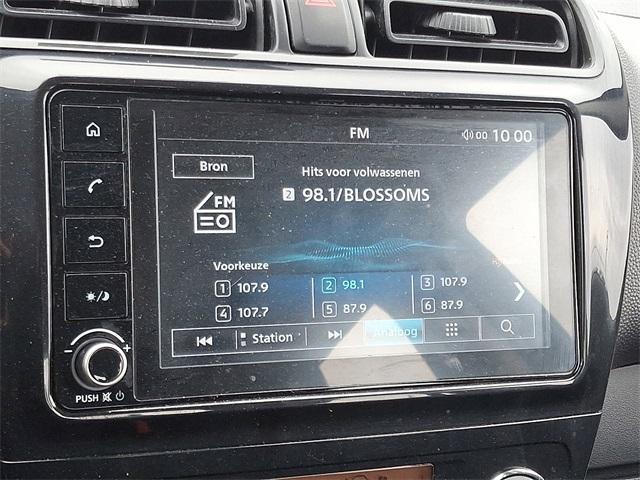 FM
00 10:00
Bron
Hits voor volwassenen
2 98.1/BLOSSOMS
FM
Voorkeuze
1 107.9 2 98.1 3 107.9
4 107.7 5 87.9 6 87.9
Station Analoog
PUSH